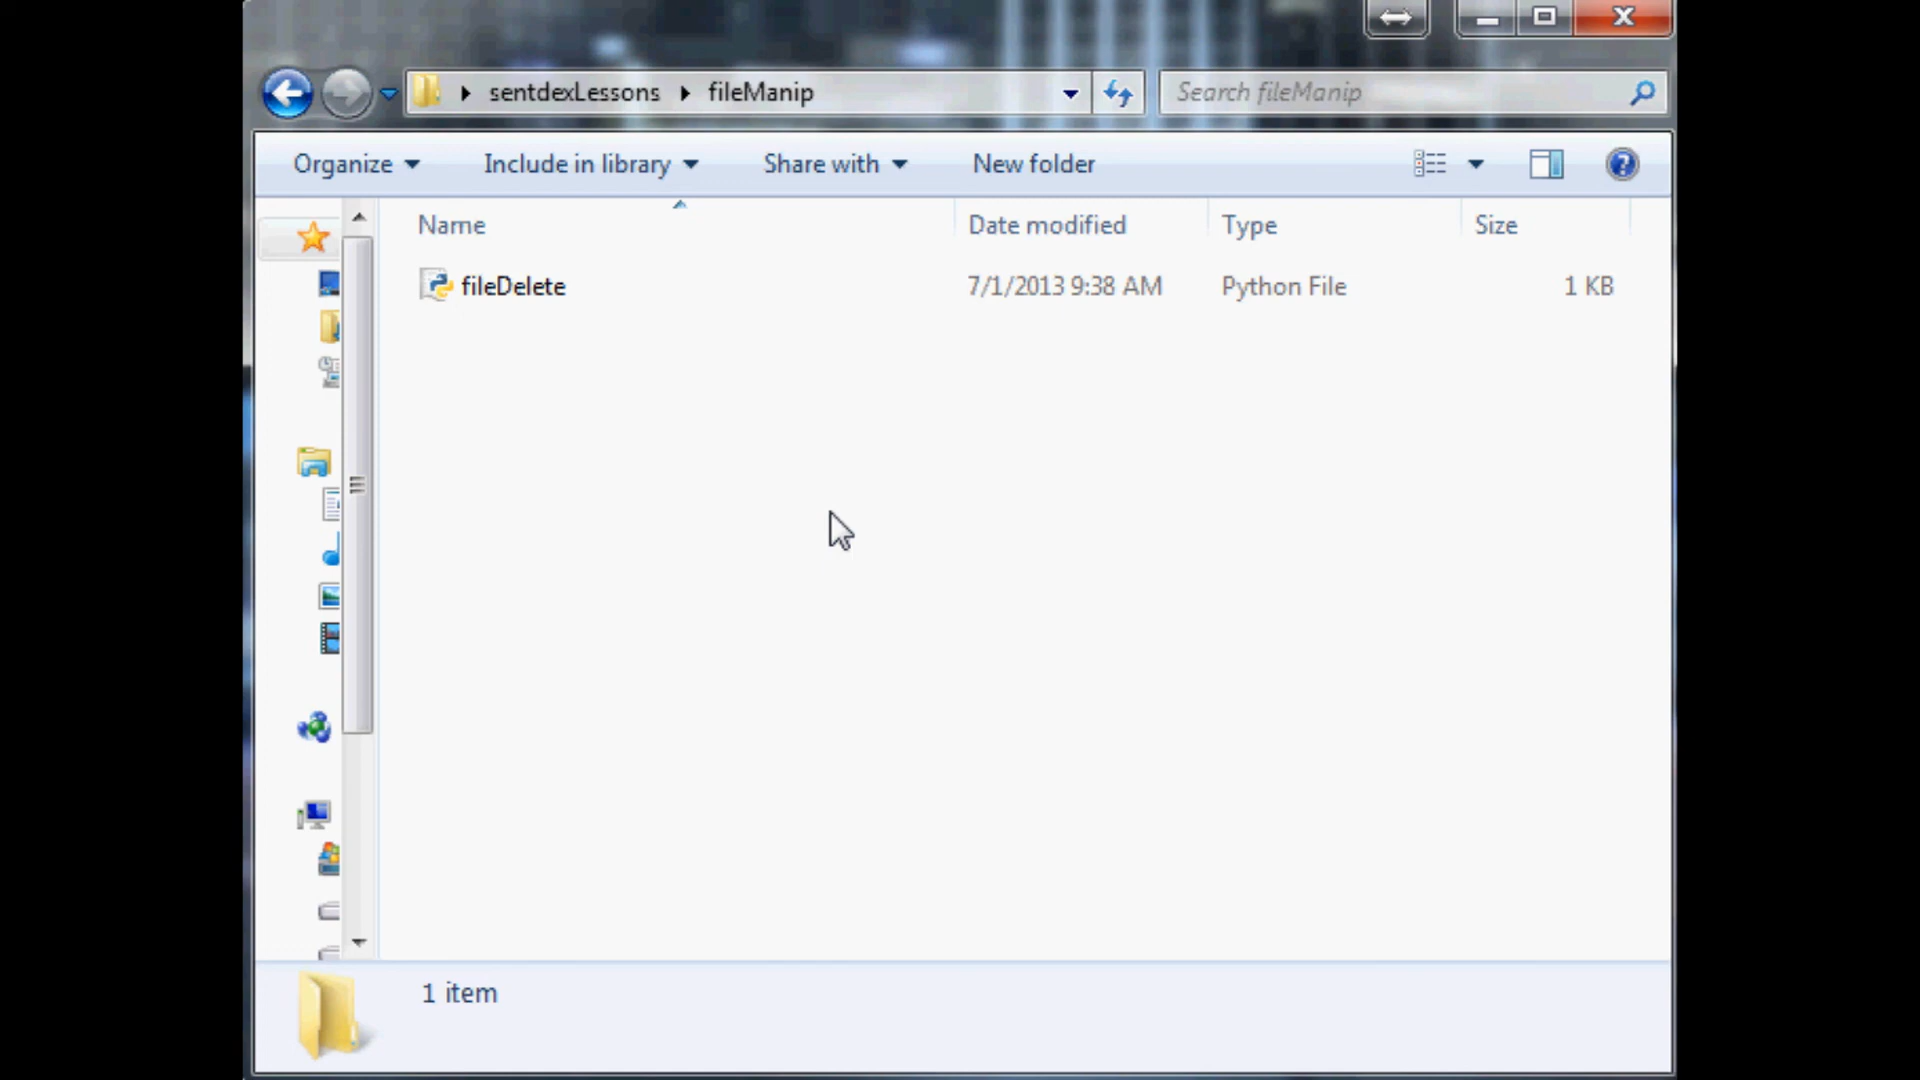 sentdexLessons fileManip
Search fileManip
Organize Include in library Share with New folder
Name Date modified Type Size
fileDelete 7/1/2013 9:38 AM Python File 1 KB
1 item